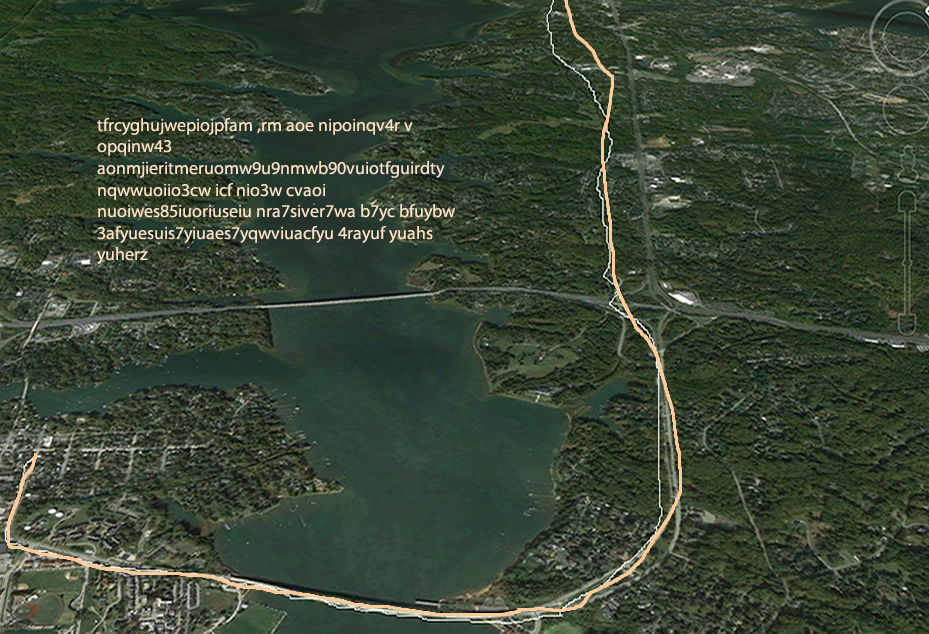 tfrcyghujwepiojpfam ,rm aoe nipoinqv4r v
opqinw43
aonmjieritmeruomw9u9nmwb90vuiotfguirdty
nqwwuoiio3cw icf nio3w cvaoi
nuoiwes85iuoriuseiu nra7siver7wa b7yc bfuybw
3afyuesuis7yiuaes7yqwviuacfyu 4rayuf yuahs
yuherz